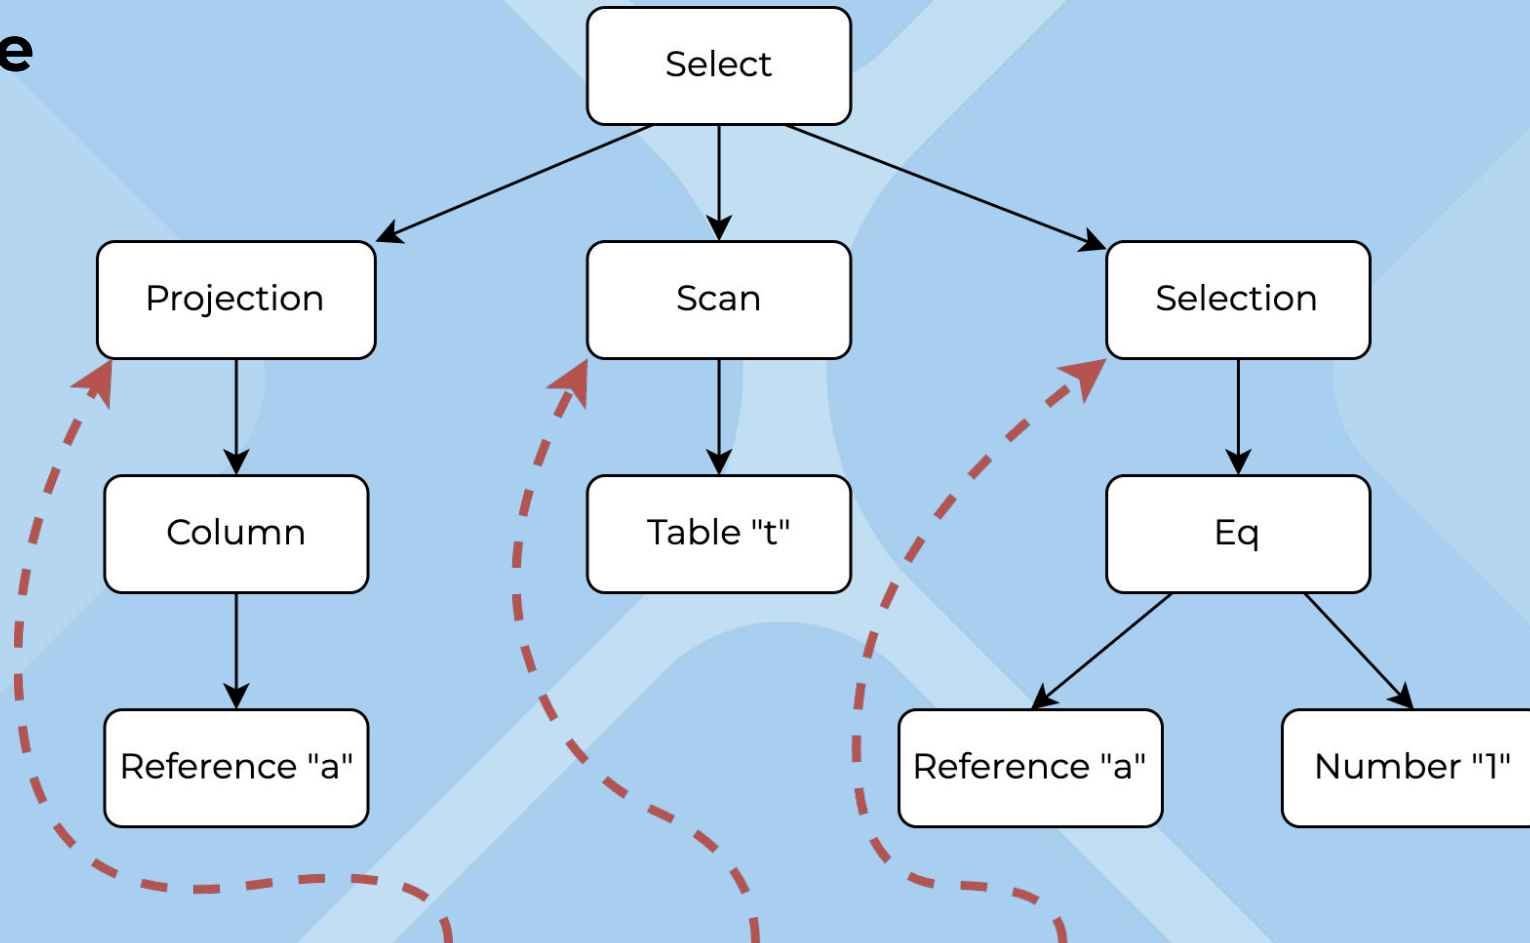 e
Select
Projection
Scan
Selection
Column
Table "t"
Eq
Reference "a"
Reference "a"
Number "1"